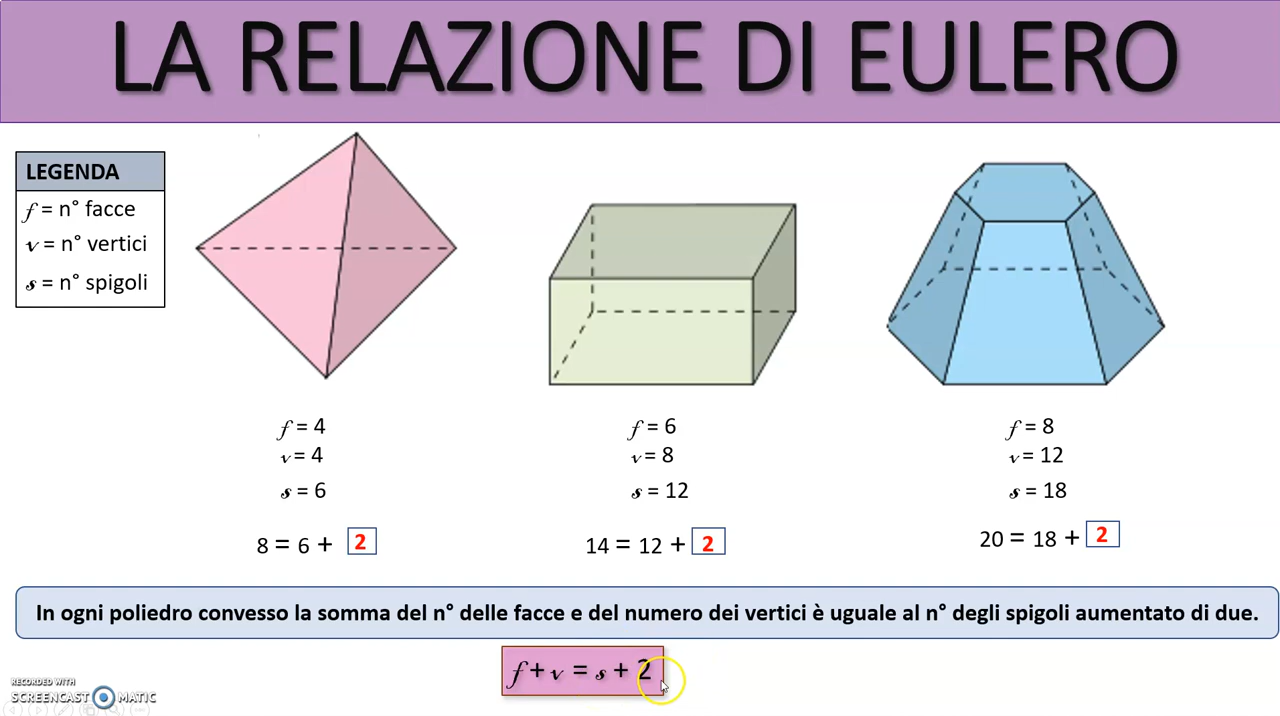 LA RELAZIONE DI EULERO
LEGENDA
f = n° facce
v = n° vertici
s = n° spigoli
f = 4
v = 4
s = 6
8 = 6 + 2
f = 6
v = 8
s = 12
14 = 12 + 2
f = 8
v = 12
s = 18
20 = 18 + 2
In ogni poliedro convesso la somma del n° delle facce e del numero dei vertici è uguale al n° degli spigoli aumentato di due.
f + v = s + 2
RECORDED WITH
SCREENCAST MATIC